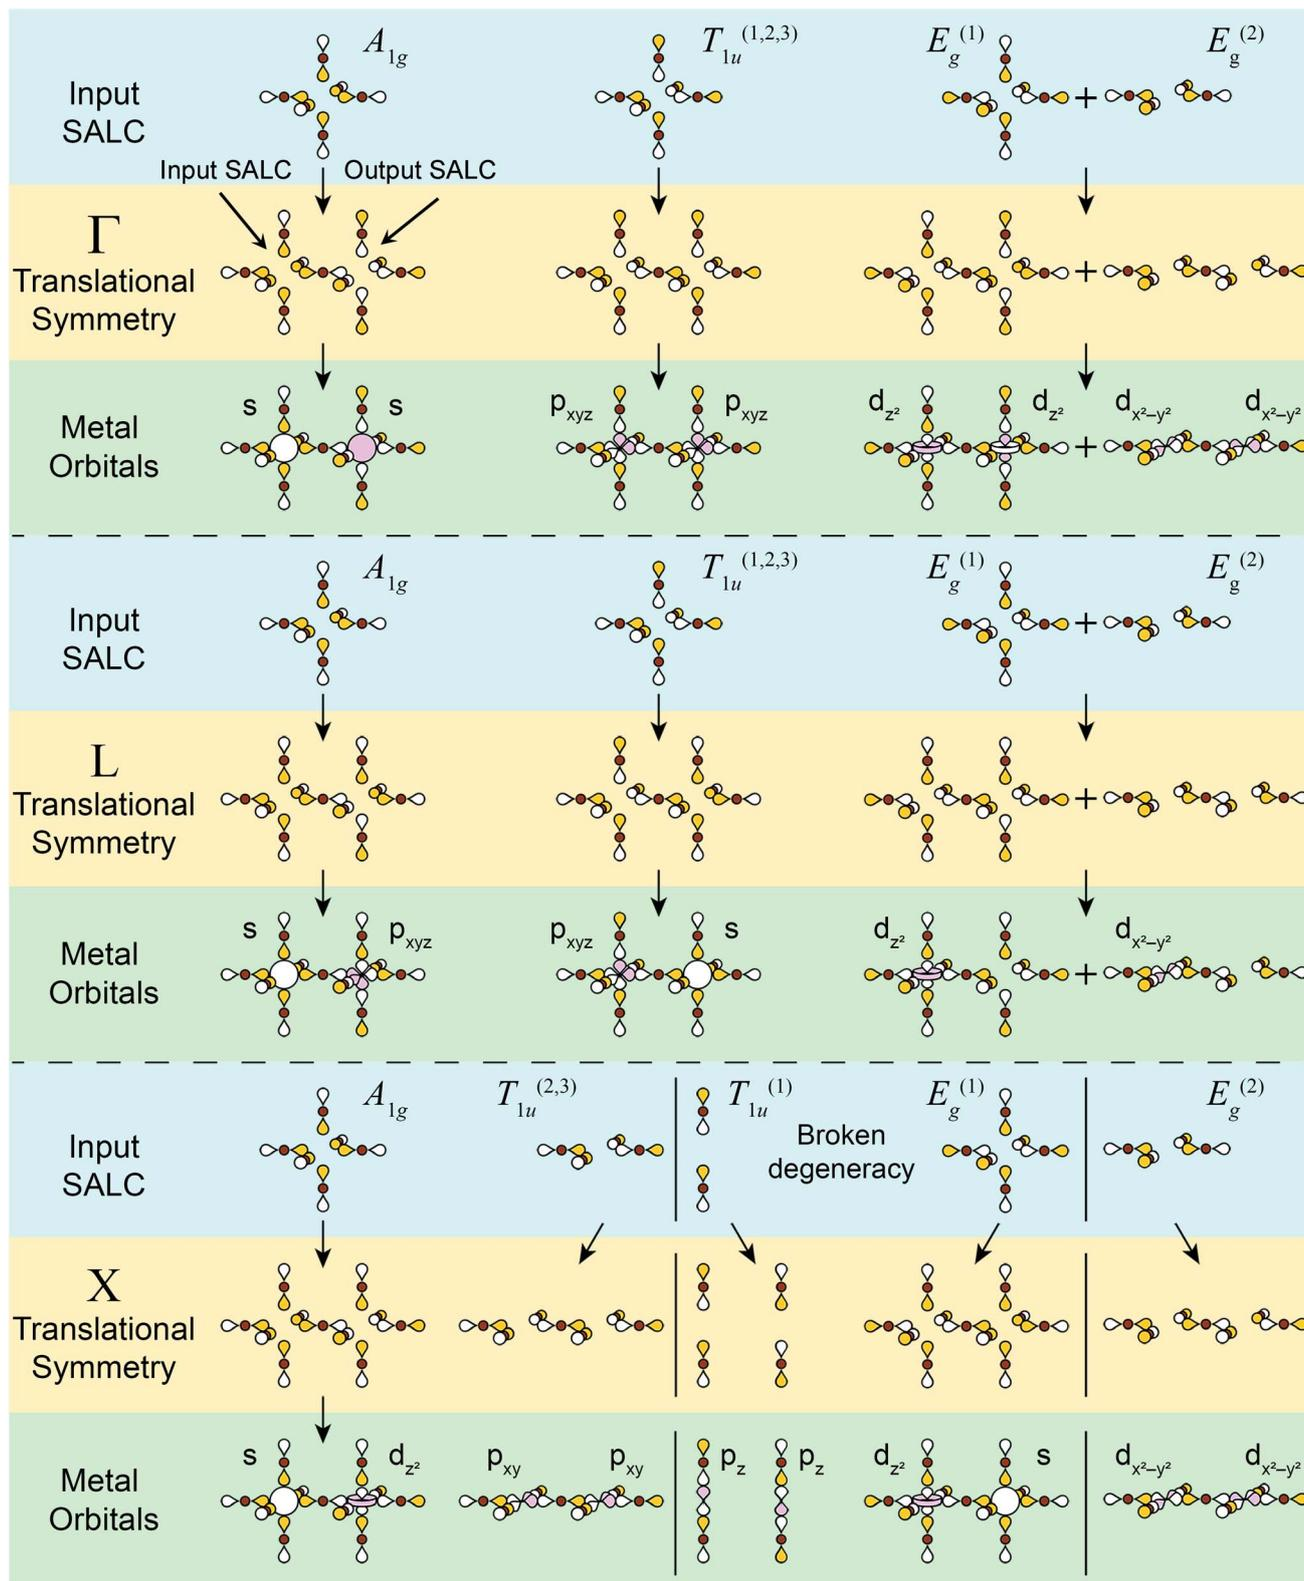 A₁g T₁u⁽¹,²,³⁾ Eg⁽¹⁾ Eg⁽²⁾
Input
SALC
+
Input SALC Output SALC
Γ
Translational
Symmetry
+
s s pxyz pxyz dz² dz² dx²–y² dx²–y²
Metal
Orbitals
+
A₁g T₁u⁽¹,²,³⁾ Eg⁽¹⁾ Eg⁽²⁾
Input
SALC
+
L
Translational
Symmetry
+
s pxyz pxyz s dz² dx²–y²
Metal
Orbitals
+
A₁g T₁u⁽²,³⁾ T₁u⁽¹⁾ Eg⁽¹⁾ Eg⁽²⁾
Input
SALC
Broken
degeneracy
X
Translational
Symmetry
s dz² pxy pxy pz pz dz² s dx²–y² dx²–y²
Metal
Orbitals